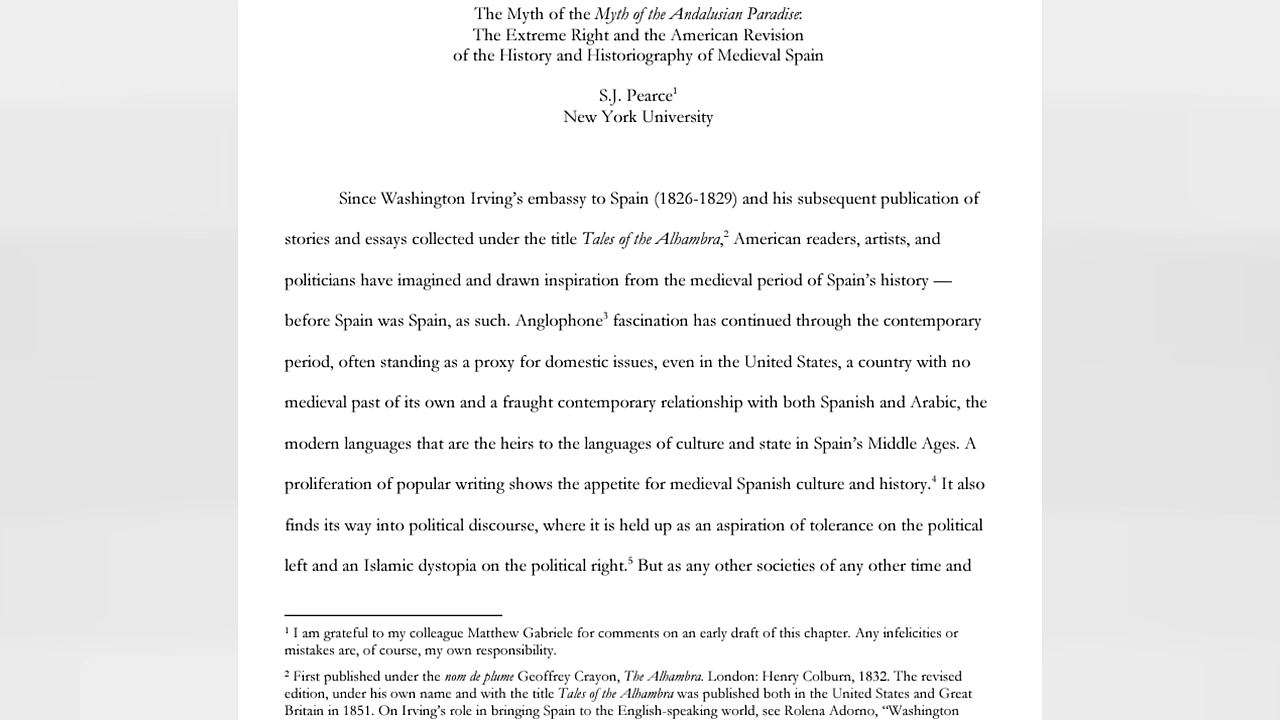 The Myth of the Myth of the Andalusian Paradise:
The Extreme Right and the American Revision
of the History and Historiography of Medieval Spain
S.J. Pearce¹
New York University
Since Washington Irving’s embassy to Spain (1826-1829) and his subsequent publication of
stories and essays collected under the title Tales of the Alhambra,² American readers, artists, and
politicians have imagined and drawn inspiration from the medieval period of Spain’s history —
before Spain was Spain, as such. Anglophone³ fascination has continued through the contemporary
period, often standing as a proxy for domestic issues, even in the United States, a country with no
medieval past of its own and a fraught contemporary relationship with both Spanish and Arabic, the
modern languages that are the heirs to the languages of culture and state in Spain’s Middle Ages. A
proliferation of popular writing shows the appetite for medieval Spanish culture and history.⁴ It also
finds its way into political discourse, where it is held up as an aspiration of tolerance on the political
left and an Islamic dystopia on the political right.⁵ But as any other societies of any other time and
¹ I am grateful to my colleague Matthew Gabriele for comments on an early draft of this chapter. Any infelicities or
mistakes are, of course, my own responsibility.
² First published under the nom de plume Geoffrey Crayon, The Alhambra. London: Henry Colburn, 1832. The revised
edition, under his own name and with the title Tales of the Alhambra was published both in the United States and Great
Britain in 1851. On Irving’s role in bringing Spain to the English-speaking world, see Rolena Adorno, “Washington